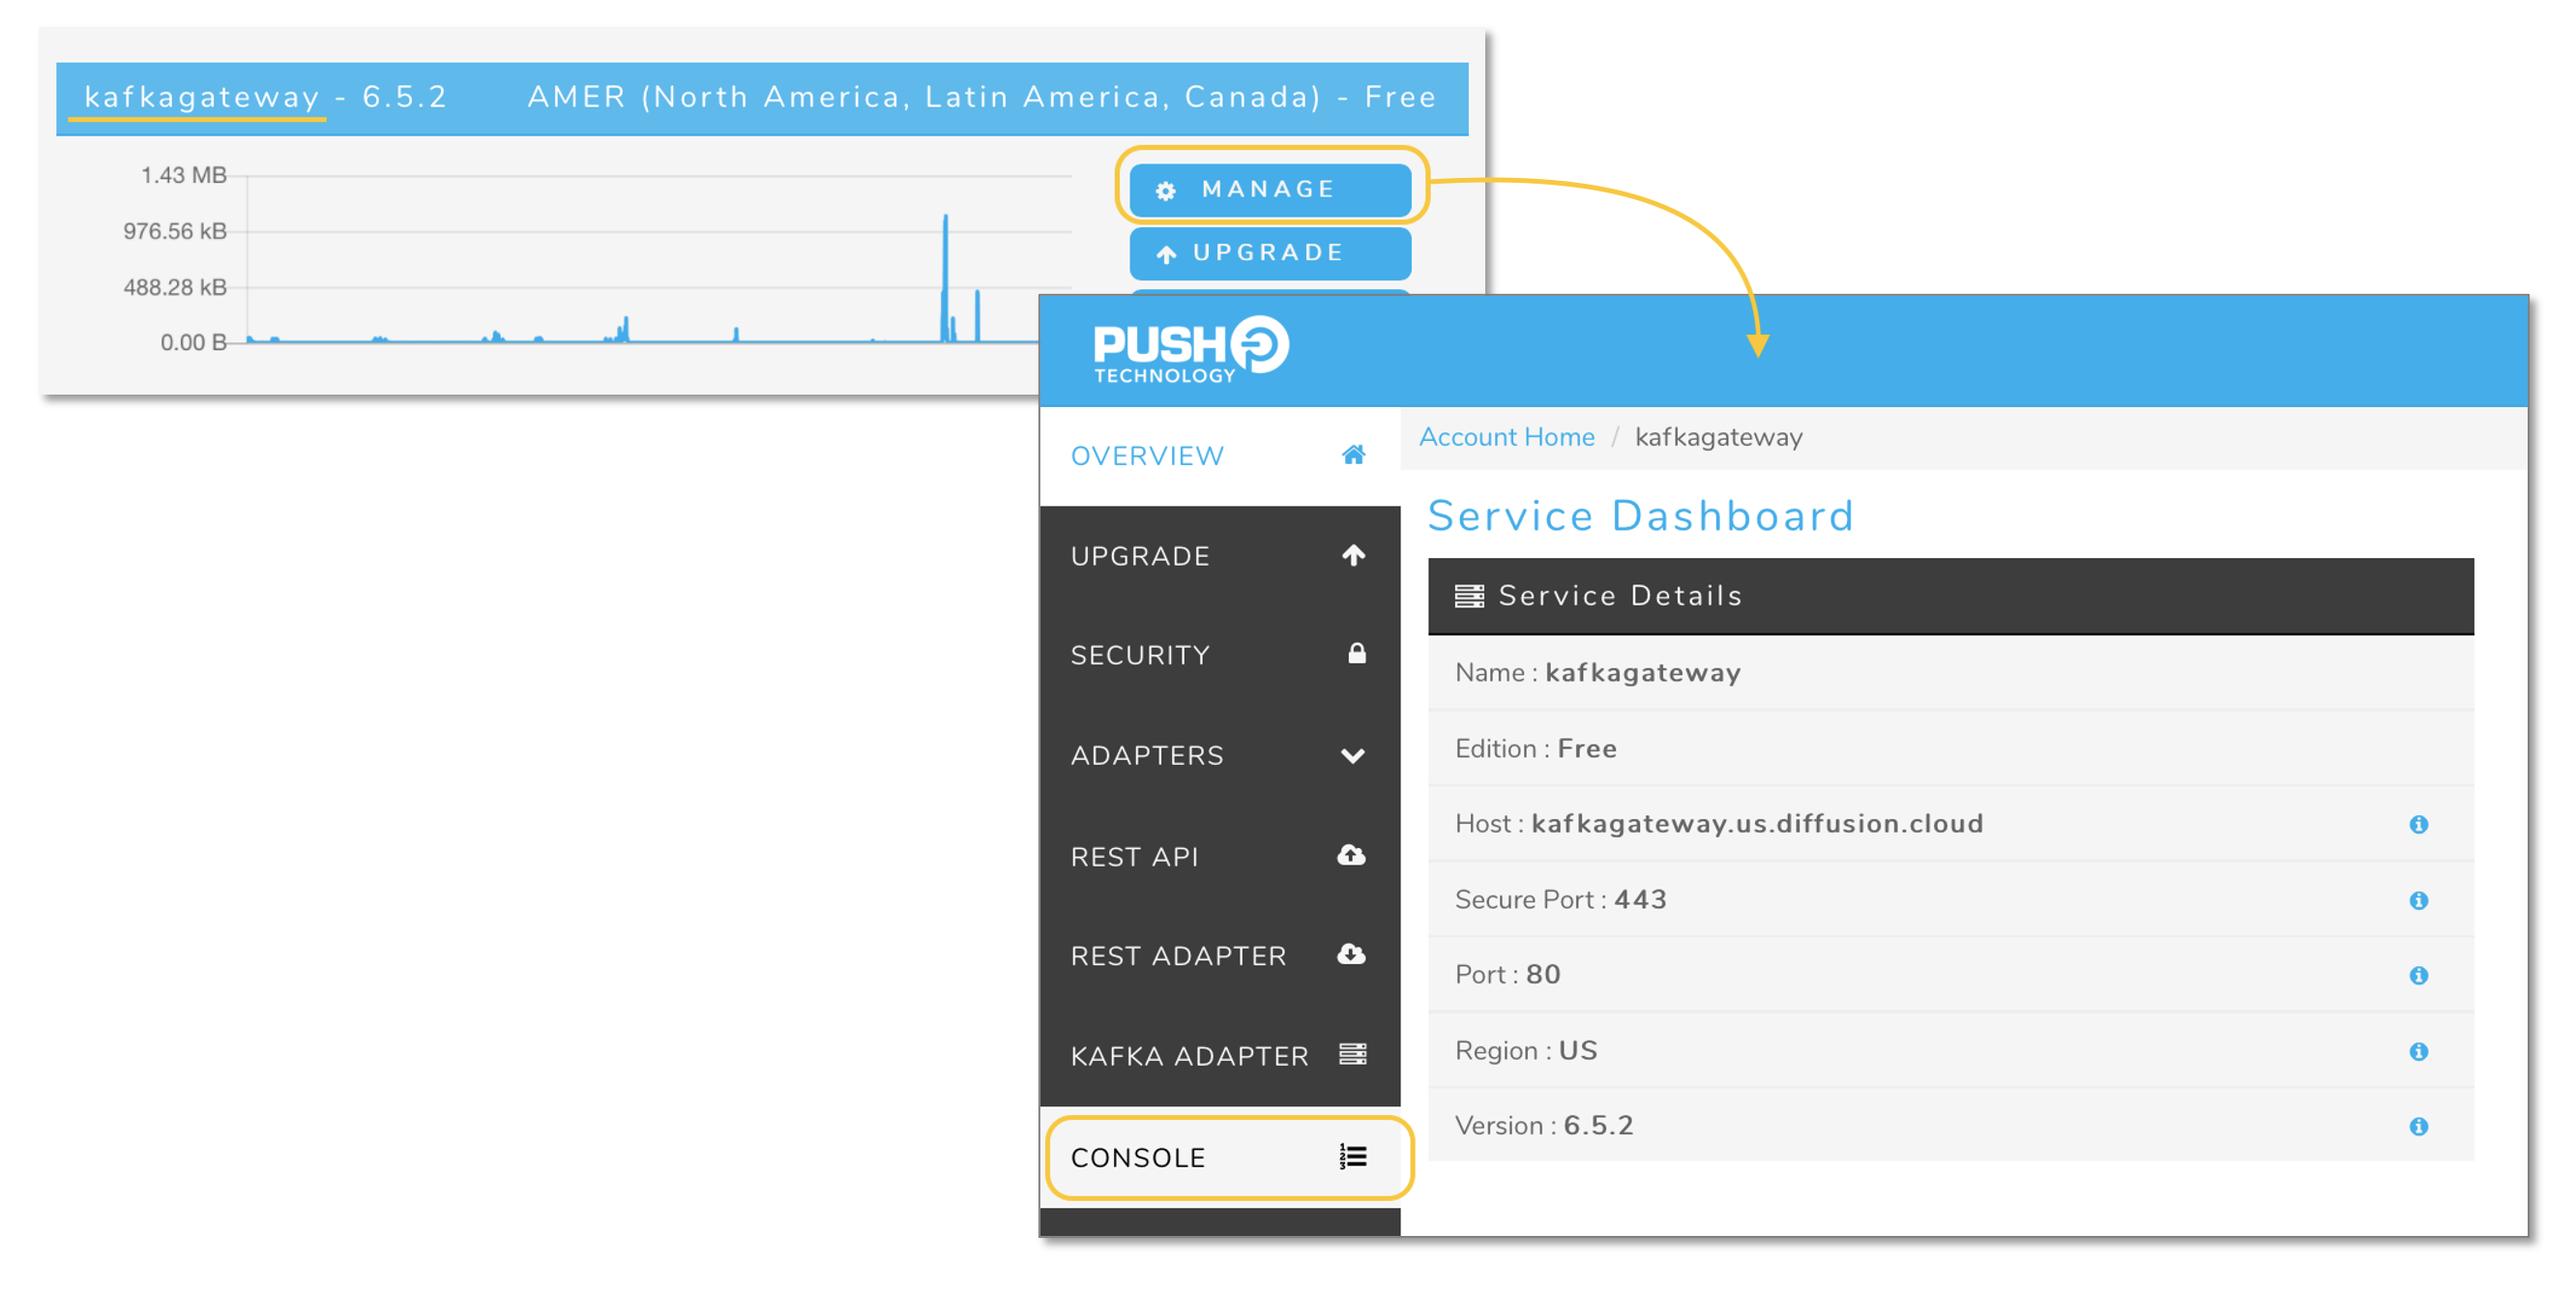 kafkagateway - 6.5.2 AMER (North America, Latin America, Canada) - Free
1.43 MB
976.56 kB
488.28 kB
0.00 B
MANAGE
UPGRADE
PUSH
TECHNOLOGY
OVERVIEW
UPGRADE
SECURITY
ADAPTERS
REST API
REST ADAPTER
KAFKA ADAPTER
CONSOLE
Account Home / kafkagateway
Service Dashboard
Service Details
Name : kafkagateway
Edition : Free
Host : kafkagateway.us.diffusion.cloud
Secure Port : 443
Port : 80
Region : US
Version : 6.5.2